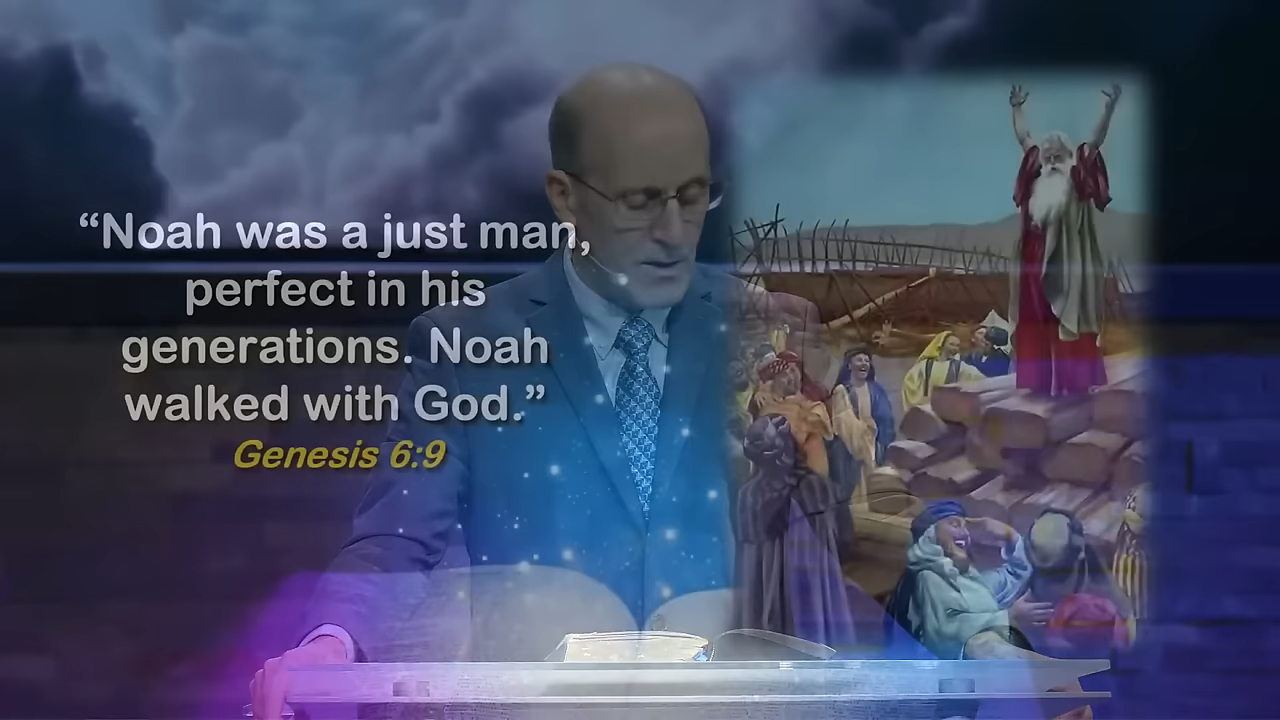 “Noah was a just man,
perfect in his
generations. Noah
walked with God.”
Genesis 6:9